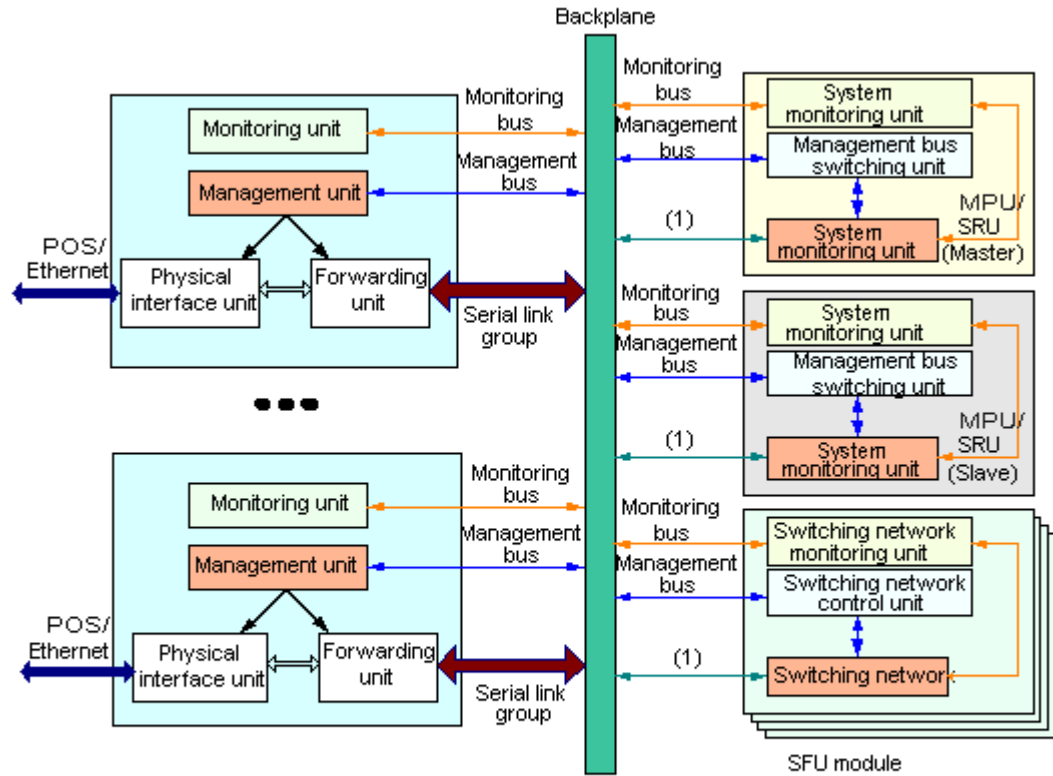 Backplane
Monitoring unit
Management unit
Physical
interface unit
Forwarding
unit
POS/
Ethernet
Monitoring
bus
Management
bus
Serial link
group
Monitoring unit
Management unit
Physical
interface unit
Forwarding
unit
POS/
Ethernet
Monitoring
bus
Management
bus
Serial link
group
Monitoring
bus
Management
bus
(1)
System
monitoring unit
Management bus
switching unit
System
monitoring unit
MPU/
SRU
(Master)
Monitoring
bus
Management
bus
(1)
System
monitoring unit
Management bus
switching unit
System
monitoring unit
MPU/
SRU
(Slave)
Monitoring
bus
Management
bus
(1)
Switching network
monitoring unit
Switching network
control unit
Switching network
SFU module